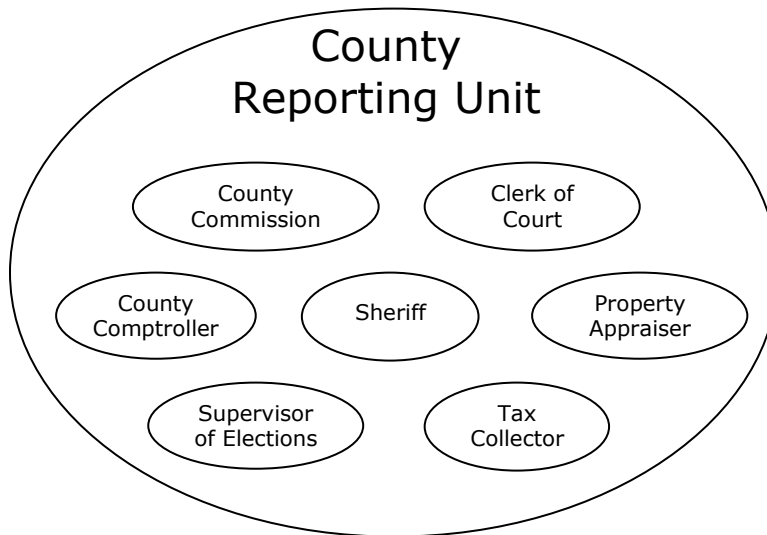 County
Reporting Unit
County
Commission
Clerk of
Court
County
Comptroller
Sheriff
Property
Appraiser
Supervisor
of Elections
Tax
Collector